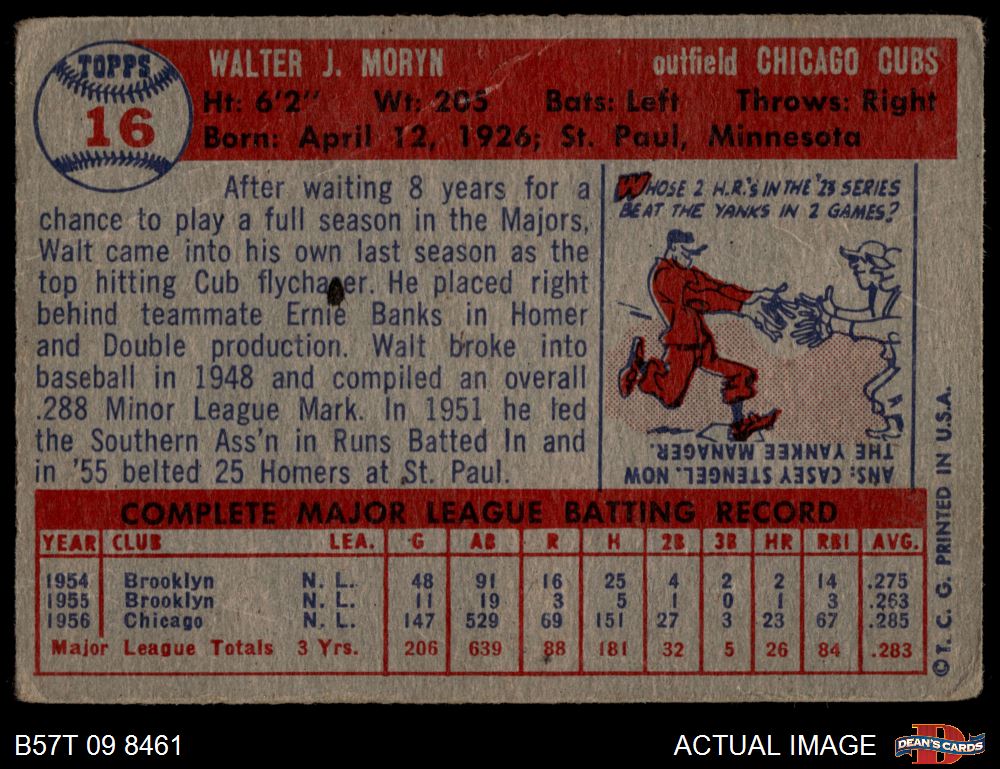 TOPPS
16
WALTER J. MORYN outfield CHICAGO CUBS
Ht: 6'2" Wt: 205 Bats: Left Throws: Right
Born: April 12, 1926; St. Paul, Minnesota
After waiting 8 years for a
chance to play a full season in the Majors,
Walt came into his own last season as the
top hitting Cub flychaser. He placed right
behind teammate Ernie Banks in Homer
and Double production. Walt broke into
baseball in 1948 and compiled an overall
.288 Minor League Mark. In 1951 he led
the Southern Ass'n in Runs Batted In and
in '55 belted 25 Homers at St. Paul.
WHOSE 2 H.R.'S IN THE '23 SERIES
BEAT THE YANKS IN 2 GAMES?
ANS: CASEY STENGEL. NOW
THE YANKEE MANAGER.
COMPLETE MAJOR LEAGUE BATTING RECORD
YEAR CLUB LEA. G AB R H 2B 3B HR RBI AVG.
1954 Brooklyn N. L. 48 91 16 25 4 2 2 14 .275
1955 Brooklyn N. L. 11 19 3 5 1 0 1 3 .263
1956 Chicago N. L. 147 529 69 151 27 3 23 67 .285
Major League Totals 3 Yrs. 206 639 88 181 32 5 26 84 .283
© T. C. G. PRINTED IN U.S.A.
B57T 09 8461
ACTUAL IMAGE
D
DEAN'S CARDS